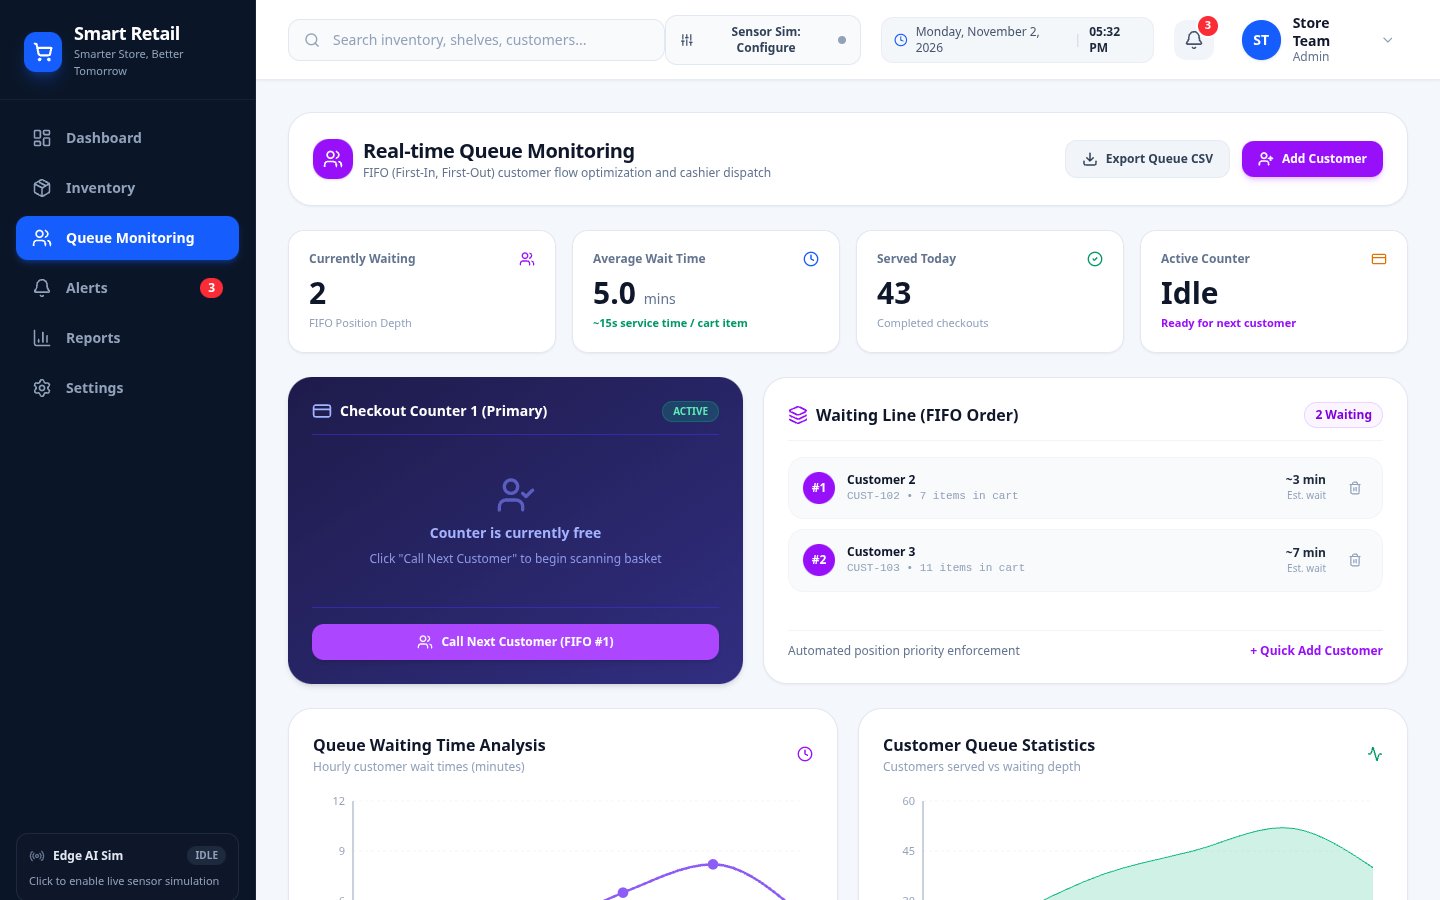 Smart Retail
Smarter Store, Better
Tomorrow
Dashboard
Inventory
Queue Monitoring
Alerts
3
Reports
Settings
Edge AI Sim
IDLE
Click to enable live sensor simulation
Search inventory, shelves, customers...
Sensor Sim:
Configure
Monday, November 2,
2026
05:32
PM
3
ST
Store
Team
Admin
Real-time Queue Monitoring
FIFO (First-In, First-Out) customer flow optimization and cashier dispatch
Export Queue CSV
Add Customer
Currently Waiting
2
FIFO Position Depth
Average Wait Time
5.0 mins
~15s service time / cart item
Served Today
43
Completed checkouts
Active Counter
Idle
Ready for next customer
Checkout Counter 1 (Primary)
ACTIVE
Counter is currently free
Click "Call Next Customer" to begin scanning basket
Call Next Customer (FIFO #1)
Waiting Line (FIFO Order)
2 Waiting
#1
Customer 2
CUST-102 • 7 items in cart
~3 min
Est. wait
#2
Customer 3
CUST-103 • 11 items in cart
~7 min
Est. wait
Automated position priority enforcement
+ Quick Add Customer
Queue Waiting Time Analysis
Hourly customer wait times (minutes)
12
9
Customer Queue Statistics
Customers served vs waiting depth
60
45